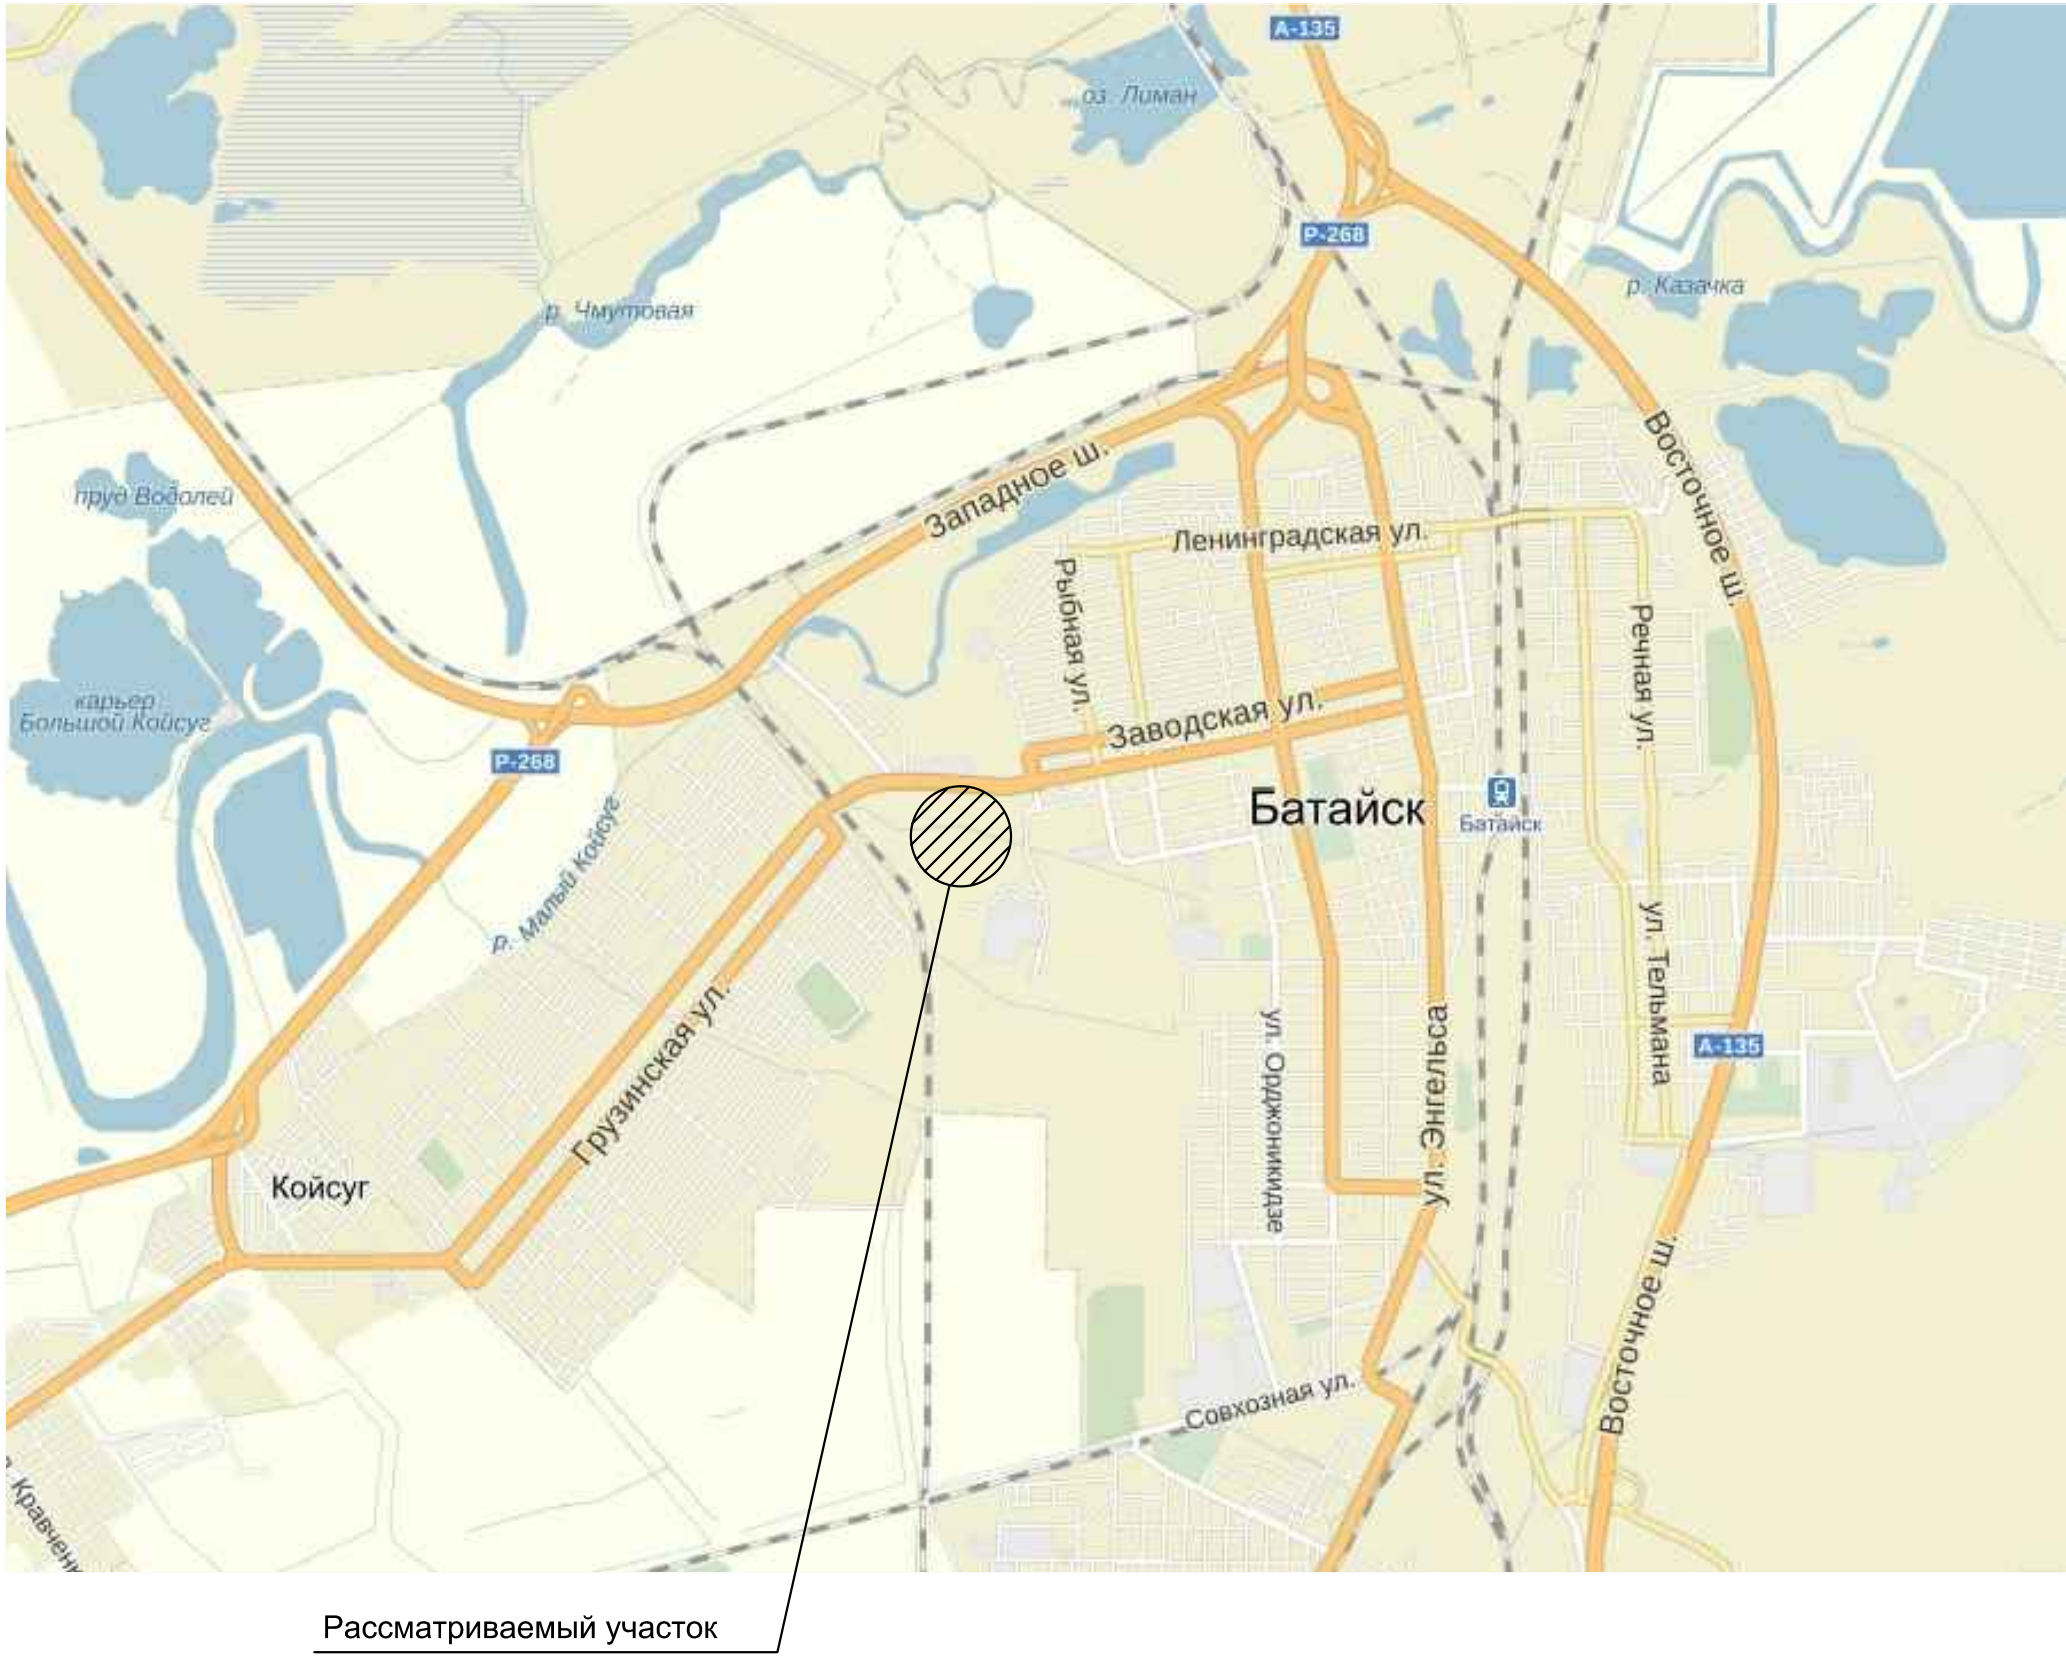 А-135
оз. Лиман
Р-268
р. Казачка
р. Чмутовая
Восточное ш.
Западное ш.
пруд Водолей
Ленинградская ул.
Рыбная ул.
Речная ул.
карьер
Большой Койсуг
Заводская ул.
Р-268
Батайск
Батайск
р. Малый Койсуг
ул. Тельмана
Грузинская ул.
ул. Орджоникидзе
ул. Энгельса
А-135
Койсуг
Восточное ш.
Совхозная ул.
Рассматриваемый участок